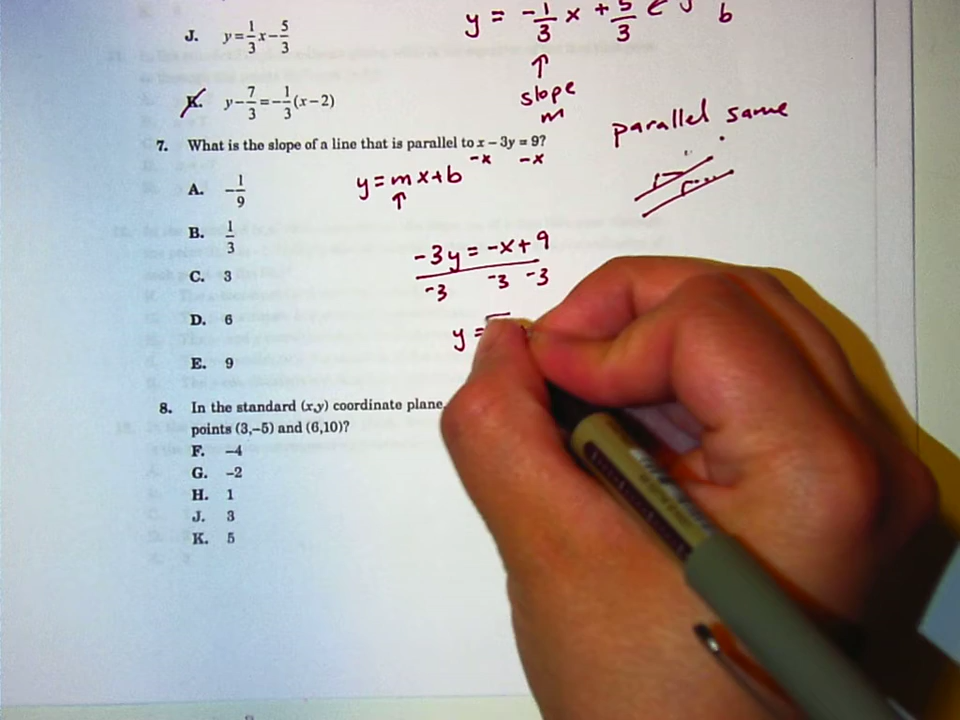 J. y=1/3x-5/3
y = -1/3 x + 5/3
b
↑
slope
m
K. y-7/3=-1/3(x-2)
parallel same
7. What is the slope of a line that is parallel to x - 3y = 9?
-x -x
y = mx+b
↑
A. -1/9
B. 1/3
-3y = -x+9
-3 -3 -3
C. 3
D. 6
y =
E. 9
8. In the standard (x,y) coordinate plane,
points (3,-5) and (6,10)?
F. -4
G. -2
H. 1
J. 3
K. 5